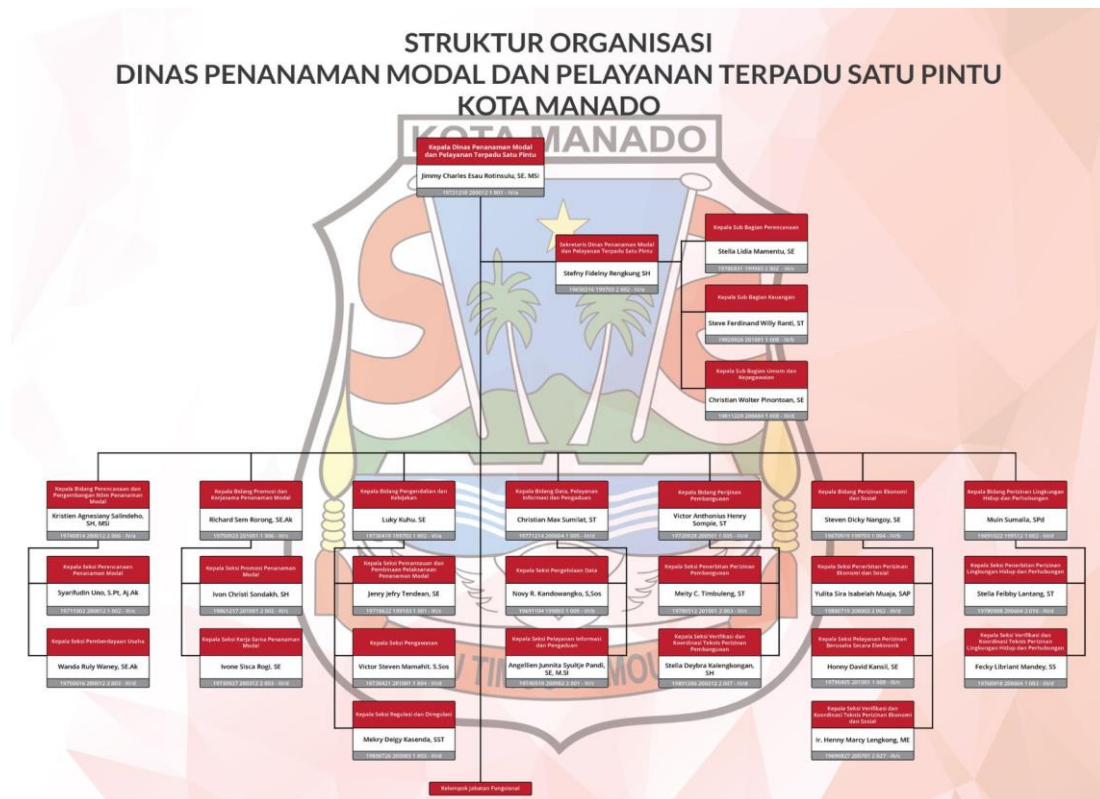 STRUKTUR ORGANISASI
DINAS PENANAMAN MODAL DAN PELAYANAN TERPADU SATU PINTU
KOTA MANADO
KOTA MANADO
Kepala Dinas Penanaman Modal
dan Pelayanan Terpadu Satu Pintu
Jimmy Charles Esau Rotinsulu, SE. MSi
Sekretaris Dinas Penanaman Modal
dan Pelayanan Terpadu Satu Pintu
Stefny Fidelny Rengkung SH
Kepala Sub Bagian Perencanaan
Stella Lidia Mamentu, SE
Kepala Sub Bagian Keuangan
Steve Ferdinand Willy Ranti, ST
Kepala Sub Bagian Umum dan
Kepegawaian
Christian Wolter Pinontoan, SE
Kepala Bidang Perencanaan dan
Pengembangan Iklim Penanaman
Modal
Kristien Agnesiany Salindeho,
SH, MSi
Kepala Seksi Perencanaan
Penanaman Modal
Syarifudin Uno, S.Pt, Aj.Ak
Kepala Seksi Pemberdayaan Usaha
Wanda Ruly Waney, SE.Ak
Kepala Bidang Promosi dan
Kerjasama Penanaman Modal
Richard Sem Rorong, SE.Ak
Kepala Seksi Promosi Penanaman
Modal
Ivon Christi Sondakh, SH
Kepala Seksi Kerja Sama Penanaman
Modal
Ivone Sisca Rogi, SE
Kepala Bidang Pengendalian dan
Kebijakan
Luky Kuhu, SE
Kepala Seksi Pemantauan dan
Pembinaan Pelaksanaan
Penanaman Modal
Jenry Jefry Tendean, SE
Kepala Seksi Pengawasan
Victor Steven Mamahit. S.Sos
Kepala Seksi Regulasi dan Diregulasi
Mekry Delgy Kasenda, SST
Kepala Bidang Data, Pelayanan
Informasi dan Pengaduan
Christian Max Sumilat, ST
Kepala Seksi Pengelolaan Data
Novy R. Kandowangko, S.Sos
Kepala Seksi Pelayanan Informasi
dan Pengaduan
Angellien Junnita Syultje Pandi,
SE, M.SI
Kepala Bidang Perijinan
Pembangunan
Victor Anthonius Henry
Sompie, ST
Kepala Seksi Penerbitan Perizinan
Pembangunan
Meity C. Timbuleng, ST
Kepala Seksi Verifikasi dan
Koordinasi Teknis Perizinan
Pembangunan
Stella Deybra Kalengkongan,
SH
Kepala Bidang Perizinan Ekonomi
dan Sosial
Steven Dicky Nangoy, SE
Kepala Seksi Penerbitan Perizinan
Ekonomi dan Sosial
Yulita Sira Isabelah Muaja, SAP
Kepala Seksi Pelayanan Perizinan
Berusaha Secara Elektronik
Honey David Kansil, SE
Kepala Seksi Verifikasi dan
Koordinasi Teknis Perizinan Ekonomi
dan Sosial
Ir. Henny Marcy Lengkong, ME
Kepala Bidang Perizinan Lingkungan
Hidup dan Perhubungan
Muin Sumaila, SPd
Kepala Seksi Penerbitan Perizinan
Lingkungan Hidup dan Perhubungan
Stella Feibby Lantang, ST
Kepala Seksi Verifikasi dan
Koordinasi Teknis Perizinan
Lingkungan Hidup dan Perhubungan
Fecky Libriant Mandey, SS
Kelompok Jabatan Fungsional